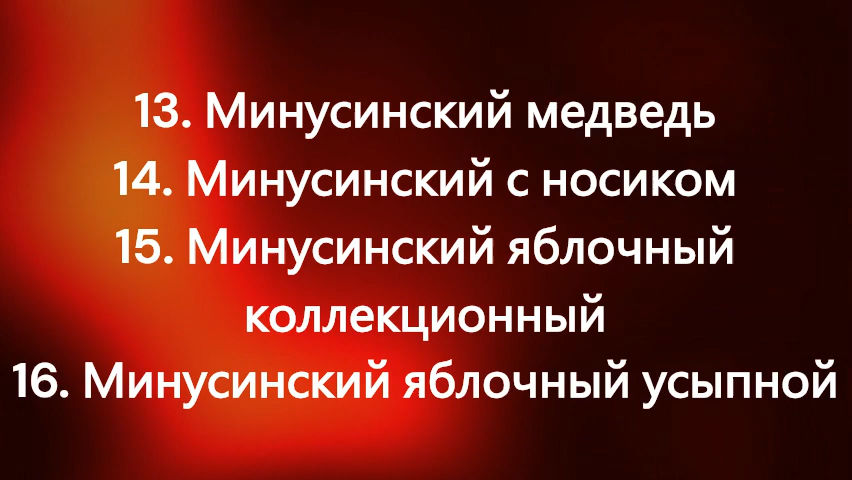 13. Минусинский медведь
14. Минусинский с носиком
15. Минусинский яблочный
коллекционный
16. Минусинский яблочный усыпной